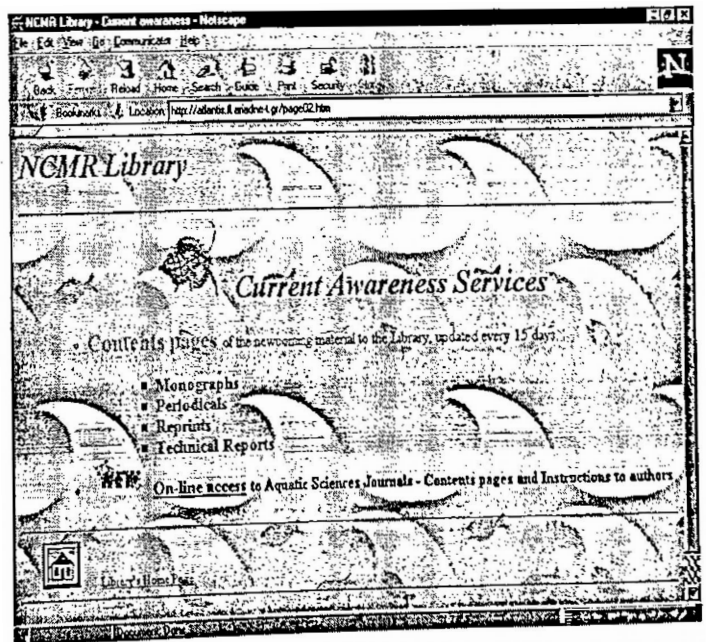 NCMR Library - Current awareness - Netscape
File Edit View Go Communicator Help
Back Reload Home Search Guide Print Security
Bookmarks Location http://atlantis.fl.ariadne-t.gr/page02.htm
NCMR Library
Current Awareness Services
Contents pages of the newcoming material to the Library, updated every 15 days
Monographs
Periodicals
Reprints
Technical Reports
NEW
On-line access to Aquatic Sciences Journals - Contents pages and Instructions to authors
Library's Home Page
Document: Done